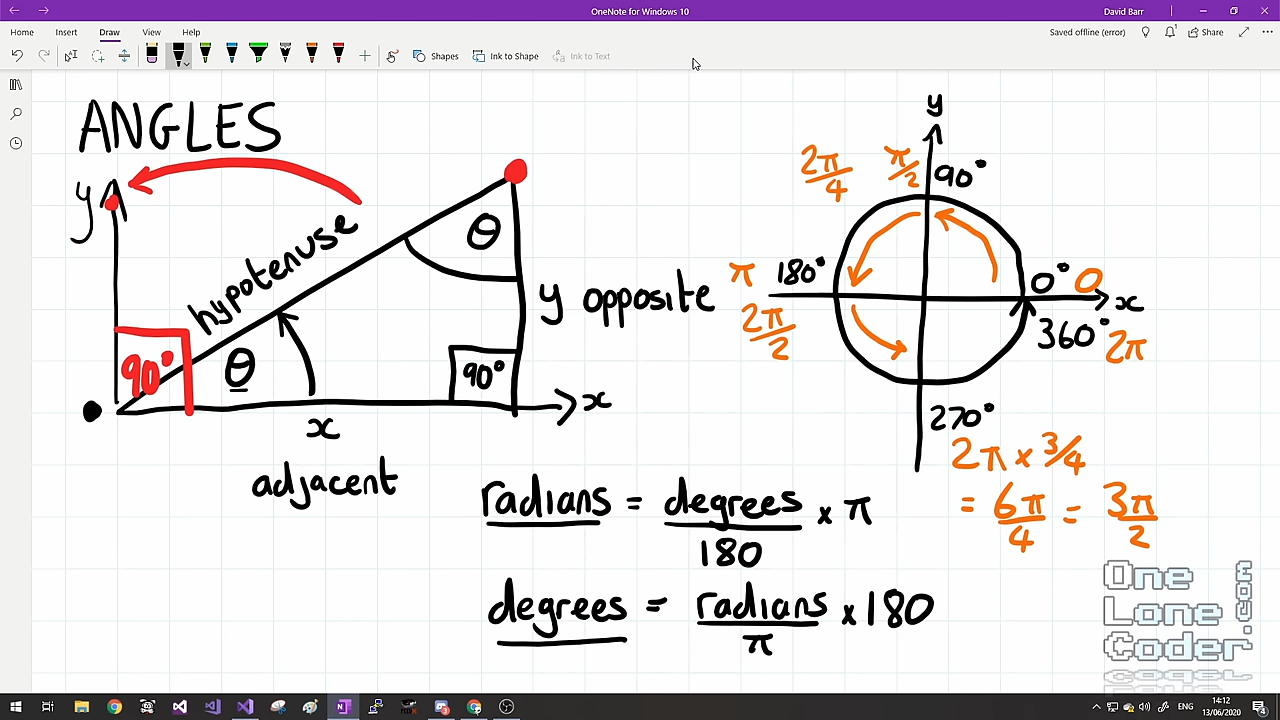 OneNote for Windows 10
David Barr
Home Insert Draw View Help
Saved offline (error) Share
Shapes Ink to Shape Ink to Text
ANGLES
y
hypotenuse
θ
90°
θ
90°
y opposite
x
x
adjacent
y
2π/4 π/2 90°
π 180° 0° 0
x
2π/2 360° 2π
270°
2π × 3/4
= 6π/4 = 3π/2
radians = degrees/180 × π
degrees = radians/π × 180
One
Lone
Coder.com
14:12
13/06/2020